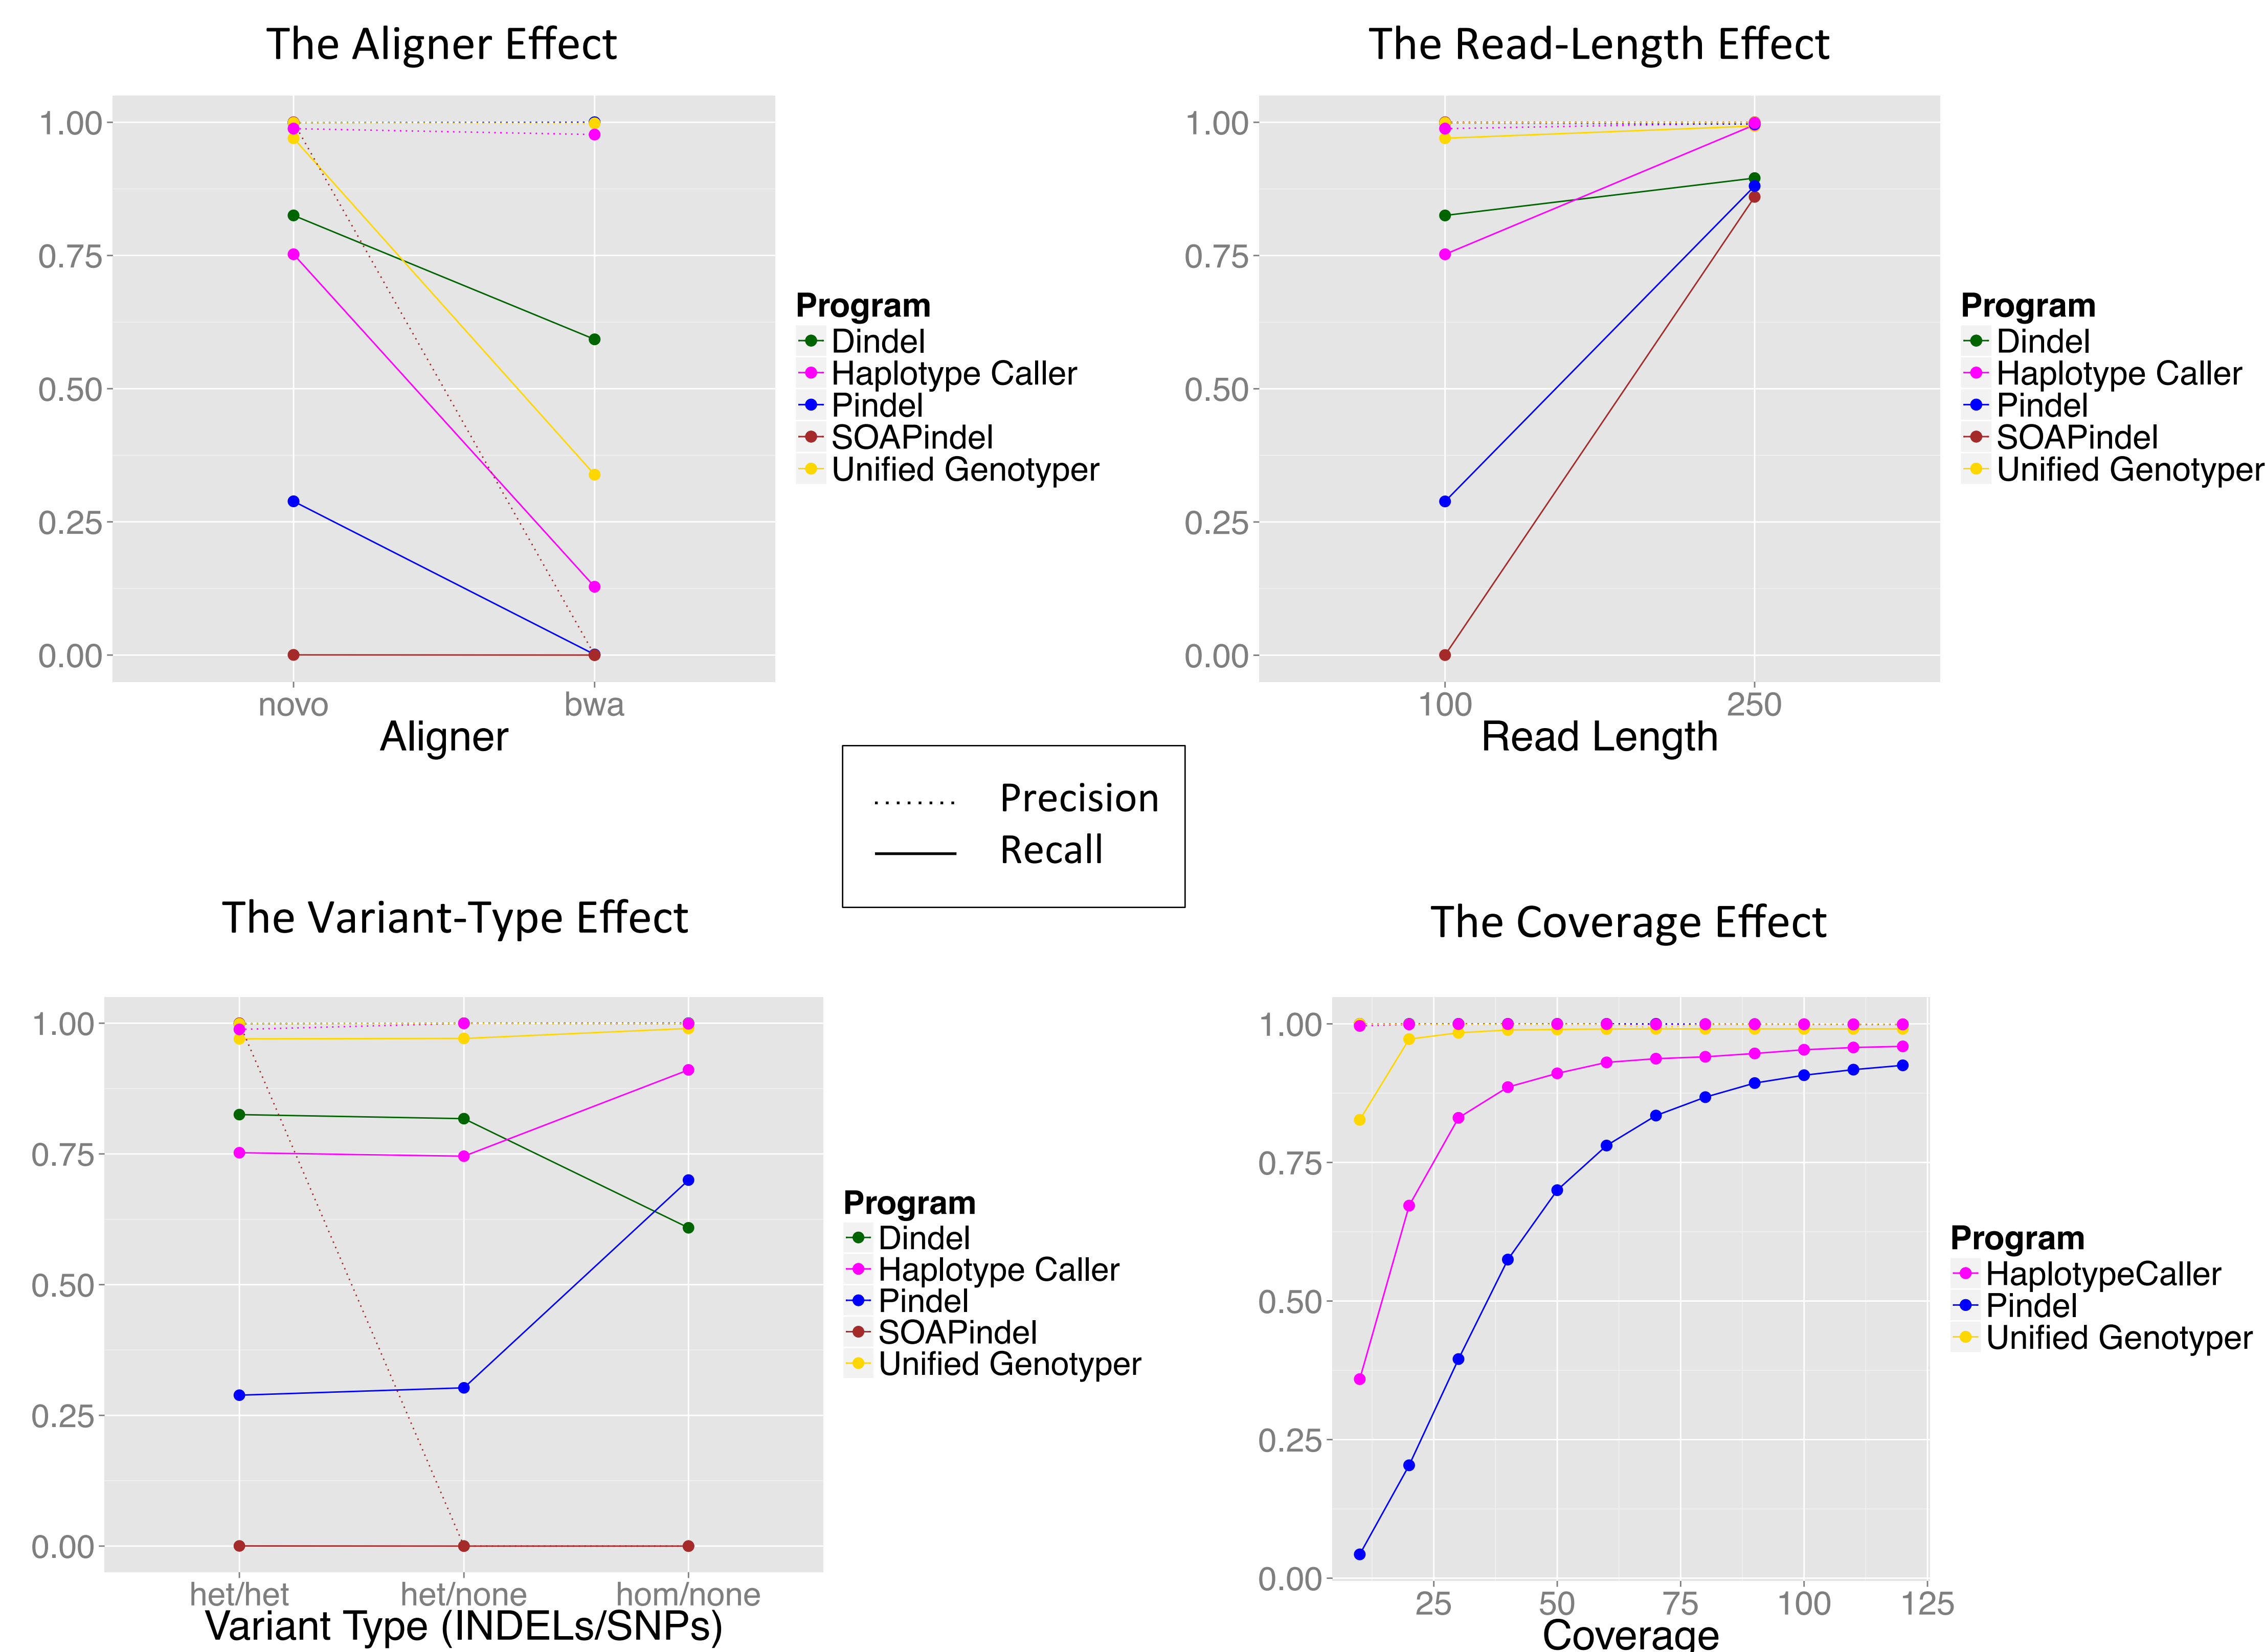 The Aligner Effect
1.00
0.75
0.50
0.25
0.00
novo bwa
Aligner
Program
Dindel
Haplotype Caller
Pindel
SOAPindel
Unified Genotyper
The Read-Length Effect
1.00
0.75
0.50
0.25
0.00
100 250
Read Length
Program
Dindel
Haplotype Caller
Pindel
SOAPindel
Unified Genotyper
Precision
Recall
The Variant-Type Effect
1.00
0.75
0.50
0.25
0.00
het/het het/none hom/none
Variant Type (INDELs/SNPs)
Program
Dindel
Haplotype Caller
Pindel
SOAPindel
Unified Genotyper
The Coverage Effect
1.00
0.75
0.50
0.25
0.00
25 50 75 100 125
Coverage
Program
HaplotypeCaller
Pindel
Unified Genotyper